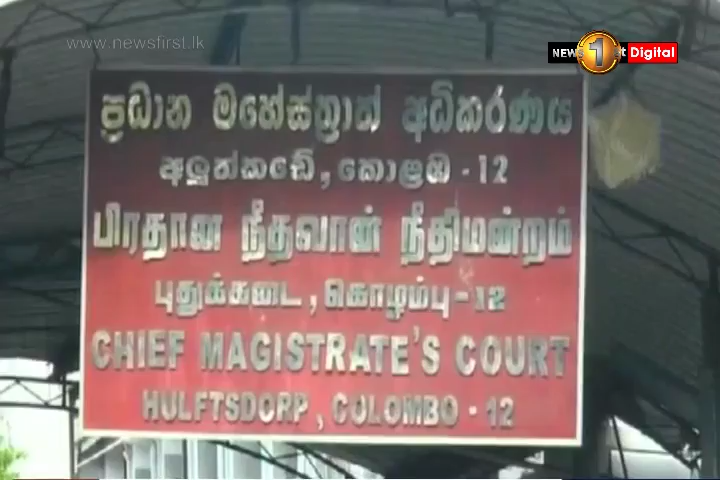 www.newsfirst.lk
NEWS 1st Digital
ප්‍රධාන මහේස්ත්‍රාත් අධිකරණය
අලුත්කඩේ, කොළඹ - 12
பிரதான நீதவான் நீதிமன்றம்
புதுக்கடை, கொழும்பு - 12
CHIEF MAGISTRATE'S COURT
HULFTSDORP, COLOMBO - 12